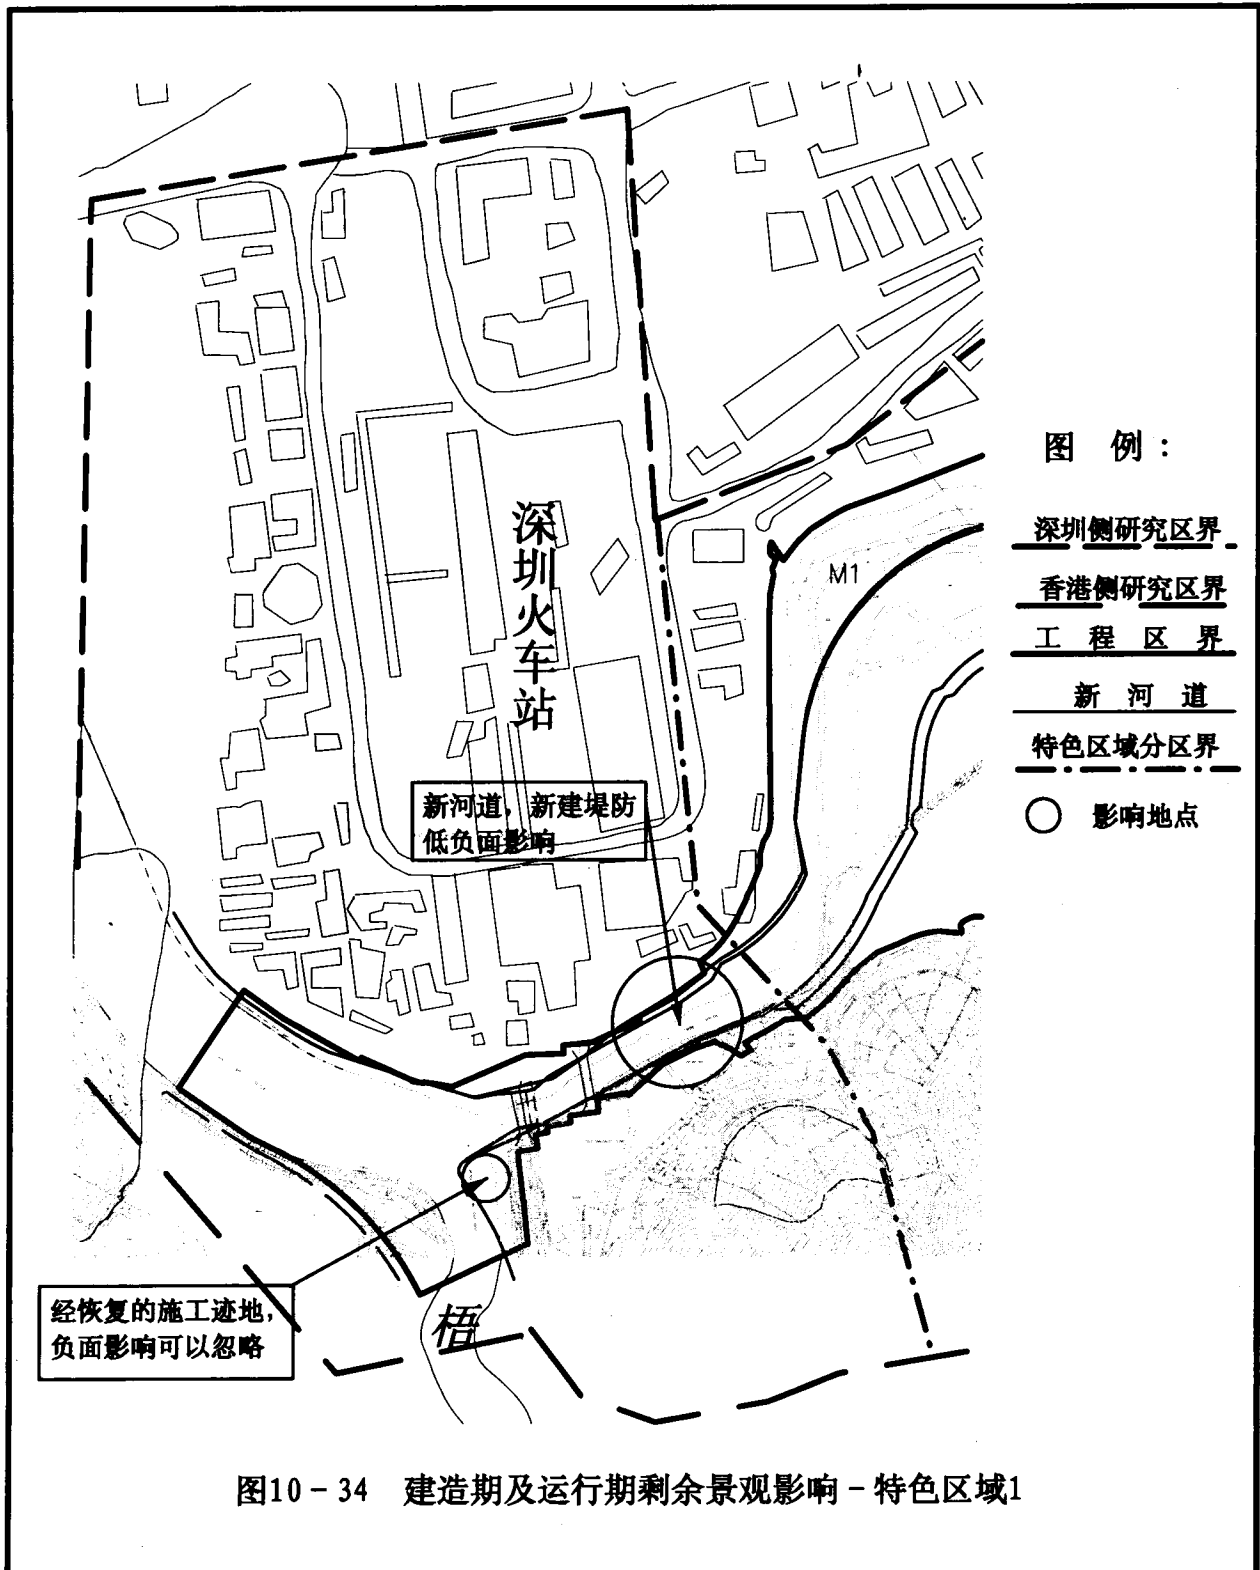 深圳火车站
M1
新河道，新建堤防
低负面影响
经恢复的施工迹地，
负面影响可以忽略
梧
图 例：
深圳侧研究区界
香港侧研究区界
工 程 区 界
新 河 道
特色区域分区界
影响地点
图10－34 建造期及运行期剩余景观影响－特色区域1